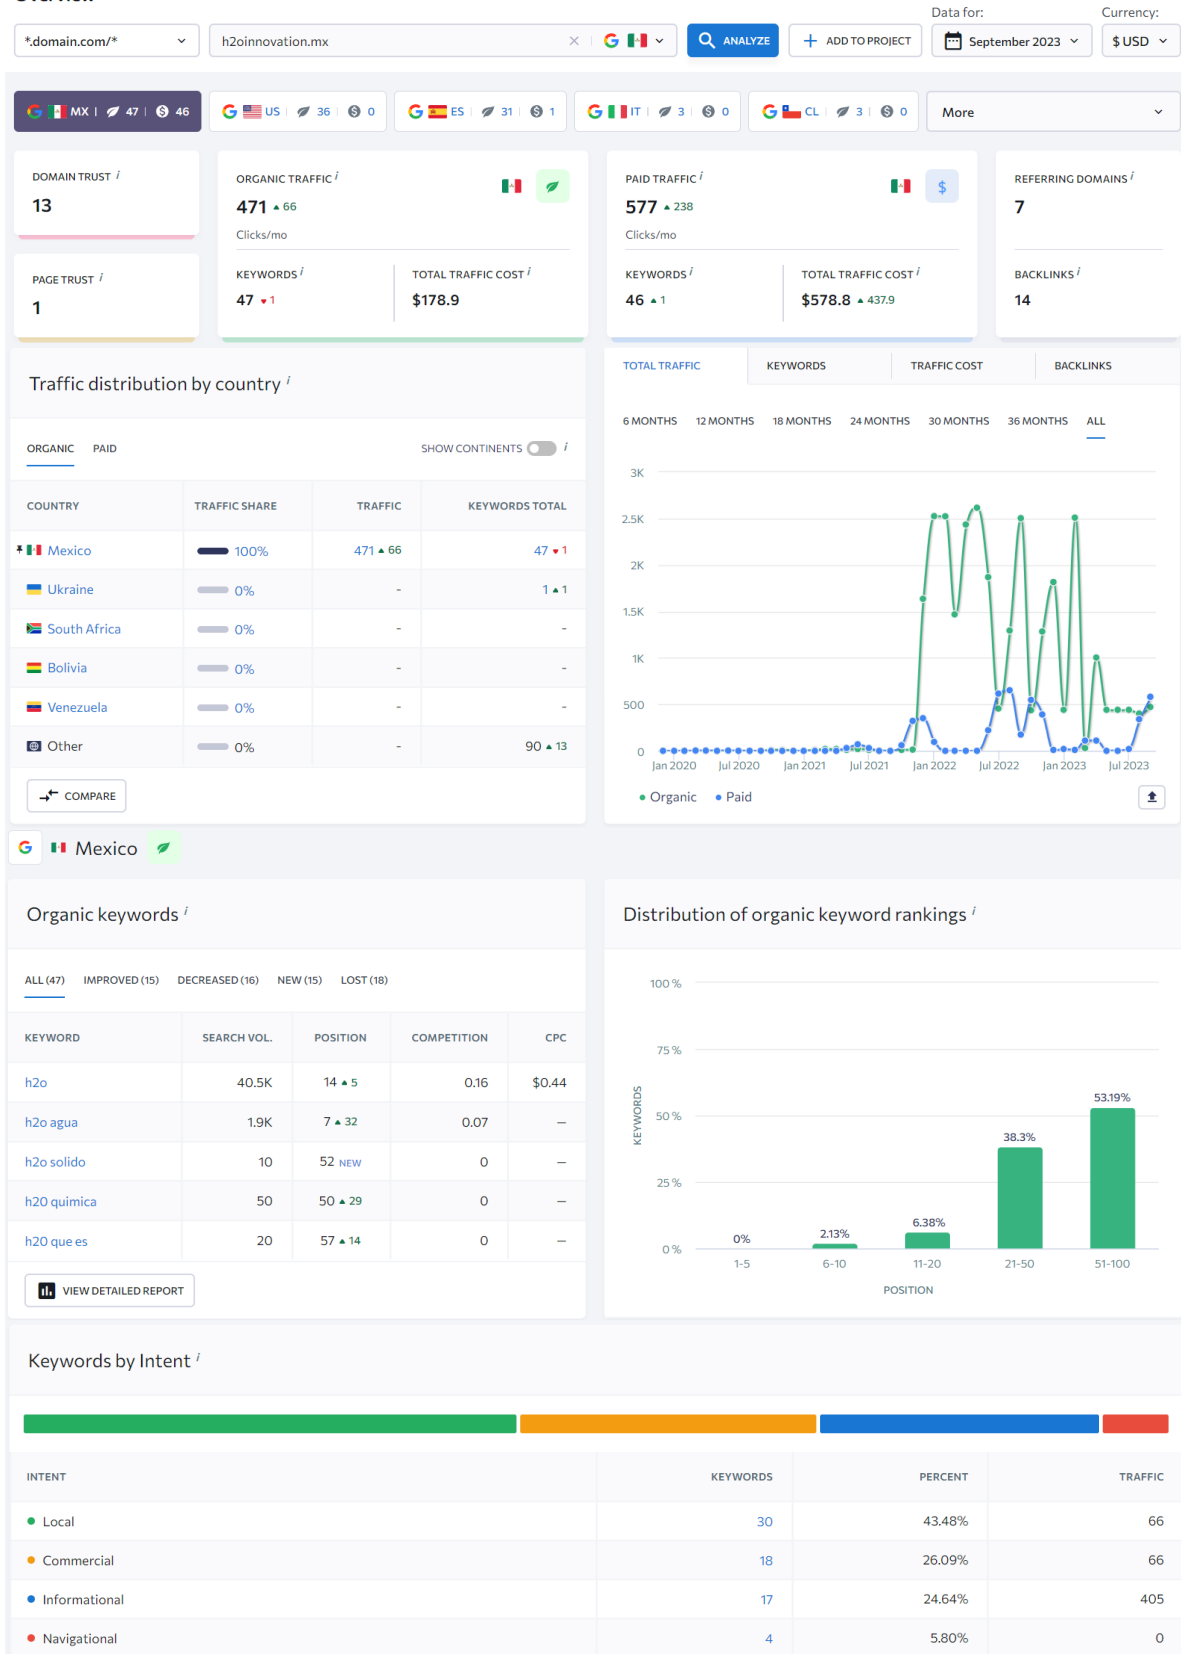 Data for: Currency:
*.domain.com/* h2oinnovation.mx ANALYZE ADD TO PROJECT September 2023 $ USD
MX 47 46 US 36 0 ES 31 1 IT 3 0 CL 3 0 More
DOMAIN TRUST i
13
PAGE TRUST i
1
ORGANIC TRAFFIC i
471 66
Clicks/mo
KEYWORDS i TOTAL TRAFFIC COST i
47 1 $178.9
PAID TRAFFIC i
577 238
Clicks/mo
KEYWORDS i TOTAL TRAFFIC COST i
46 1 $578.8 437.9
REFERRING DOMAINS i
7
BACKLINKS i
14
Traffic distribution by country i
ORGANIC PAID SHOW CONTINENTS i
COUNTRY TRAFFIC SHARE TRAFFIC KEYWORDS TOTAL
Mexico 100% 471 66 47 1
Ukraine 0% - 1 1
South Africa 0% - -
Bolivia 0% - -
Venezuela 0% - -
Other 0% - 90 13
COMPARE
TOTAL TRAFFIC KEYWORDS TRAFFIC COST BACKLINKS
6 MONTHS 12 MONTHS 18 MONTHS 24 MONTHS 30 MONTHS 36 MONTHS ALL
3K
2.5K
2K
1.5K
1K
500
0
Jan 2020 Jul 2020 Jan 2021 Jul 2021 Jan 2022 Jul 2022 Jan 2023 Jul 2023
Organic Paid
Mexico
Organic keywords i
ALL (47) IMPROVED (15) DECREASED (16) NEW (15) LOST (18)
KEYWORD SEARCH VOL. POSITION COMPETITION CPC
h2o 40.5K 14 5 0.16 $0.44
h2o agua 1.9K 7 32 0.07 —
h2o solido 10 52 NEW 0 —
h20 quimica 50 50 29 0 —
h20 que es 20 57 14 0 —
VIEW DETAILED REPORT
Distribution of organic keyword rankings i
100 %
75 %
50 %
25 %
0 %
KEYWORDS
0% 2.13% 6.38% 38.3% 53.19%
1-5 6-10 11-20 21-50 51-100
POSITION
Keywords by Intent i
INTENT KEYWORDS PERCENT TRAFFIC
Local 30 43.48% 66
Commercial 18 26.09% 66
Informational 17 24.64% 405
Navigational 4 5.80% 0